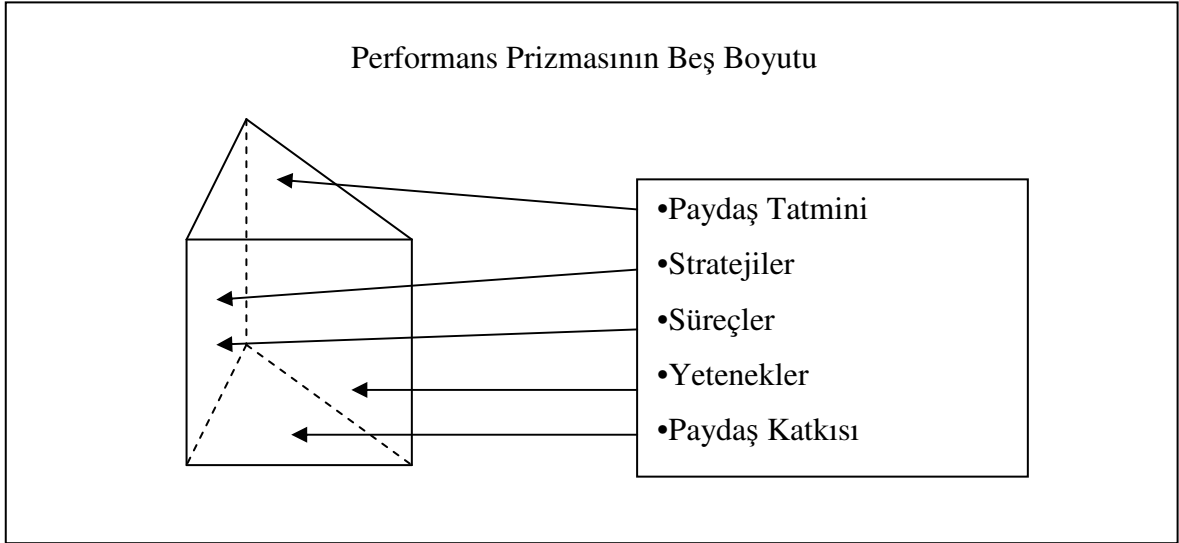 Performans Prizmasının Beş Boyutu
•Paydaş Tatmini
•Stratejiler
•Süreçler
•Yetenekler
•Paydaş Katkısı